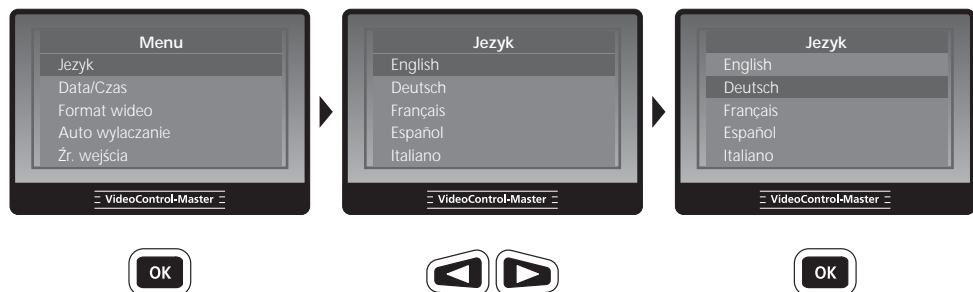 Menu
Jezyk
Data/Czas
Format wideo
Auto wylaczanie
Źr. wejścia
VideoControl-Master
OK
Jezyk
English
Deutsch
Français
Español
Italiano
VideoControl-Master
Jezyk
English
Deutsch
Français
Español
Italiano
VideoControl-Master
OK